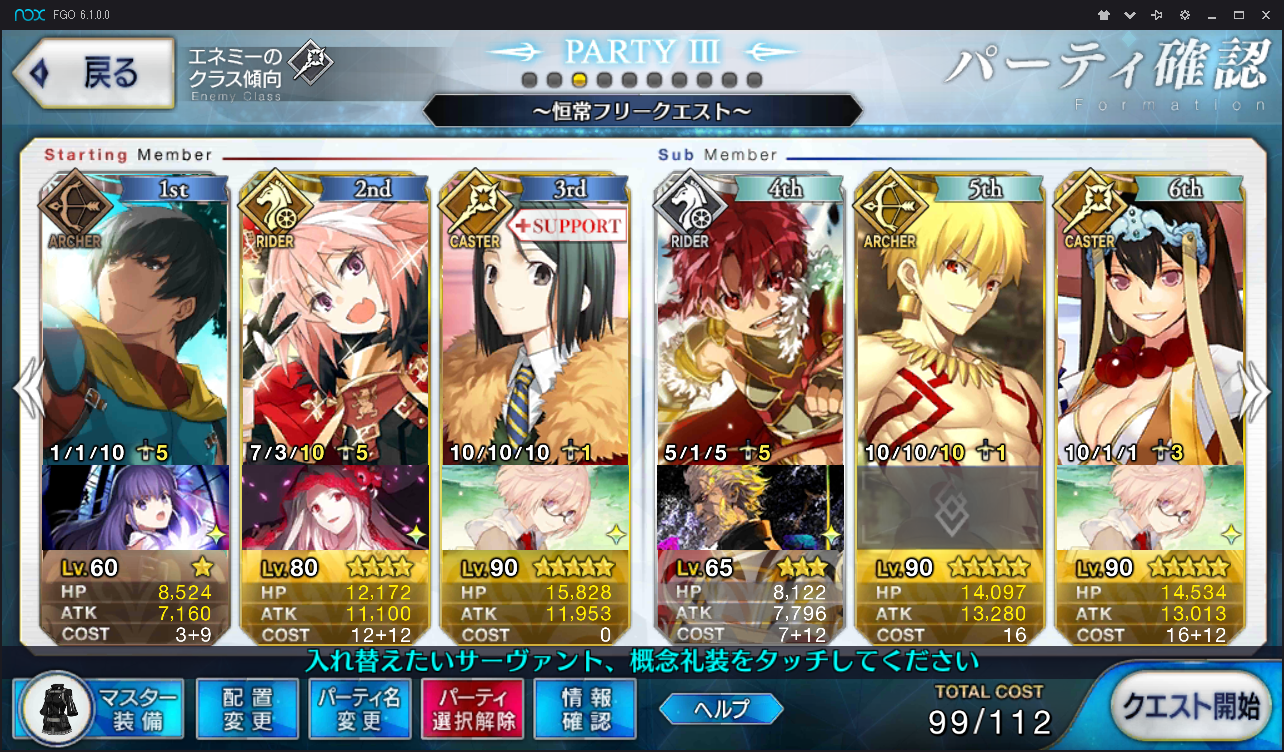 nox FGO 6.1.0.0
戻る
エネミーの
クラス傾向
Enemy Class
PARTY III
～恒常フリークエスト～
パーティ確認
Formation
Starting Member
Sub Member
1st
ARCHER
1/1/10 5
Lv.60
HP 8,524
ATK 7,160
COST 3+9
2nd
RIDER
7/3/10 5
Lv.80
HP 12,172
ATK 11,100
COST 12+12
3rd
+SUPPORT
CASTER
10/10/10 1
Lv.90
HP 15,828
ATK 11,953
COST 0
4th
RIDER
5/1/5 5
Lv.65
HP 8,122
ATK 7,796
COST 7+12
5th
ARCHER
10/10/10 1
Lv.90
HP 14,097
ATK 13,280
COST 16
6th
CASTER
10/1/1 3
Lv.90
HP 14,534
ATK 13,013
COST 16+12
入れ替えたいサーヴァント、概念礼装をタッチしてください
マスター
装備
配置
変更
パーティ名
変更
パーティ
選択解除
情報
確認
ヘルプ
TOTAL COST
99/112
クエスト開始